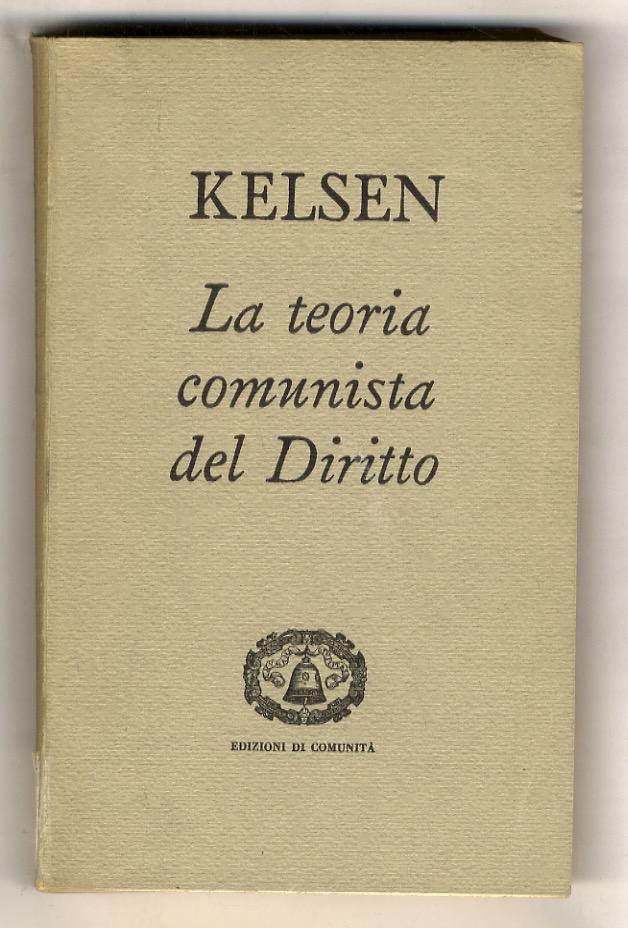 KELSEN
La teoria
comunista
del Diritto
EDIZIONI DI COMUNITÀ